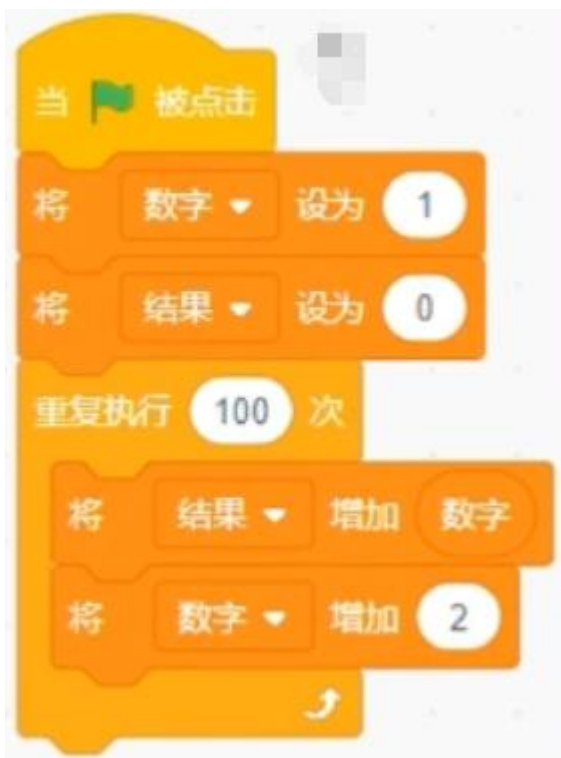 当 被点击
将 数字 设为 1
将 结果 设为 0
重复执行 100 次
将 结果 增加 数字
将 数字 增加 2